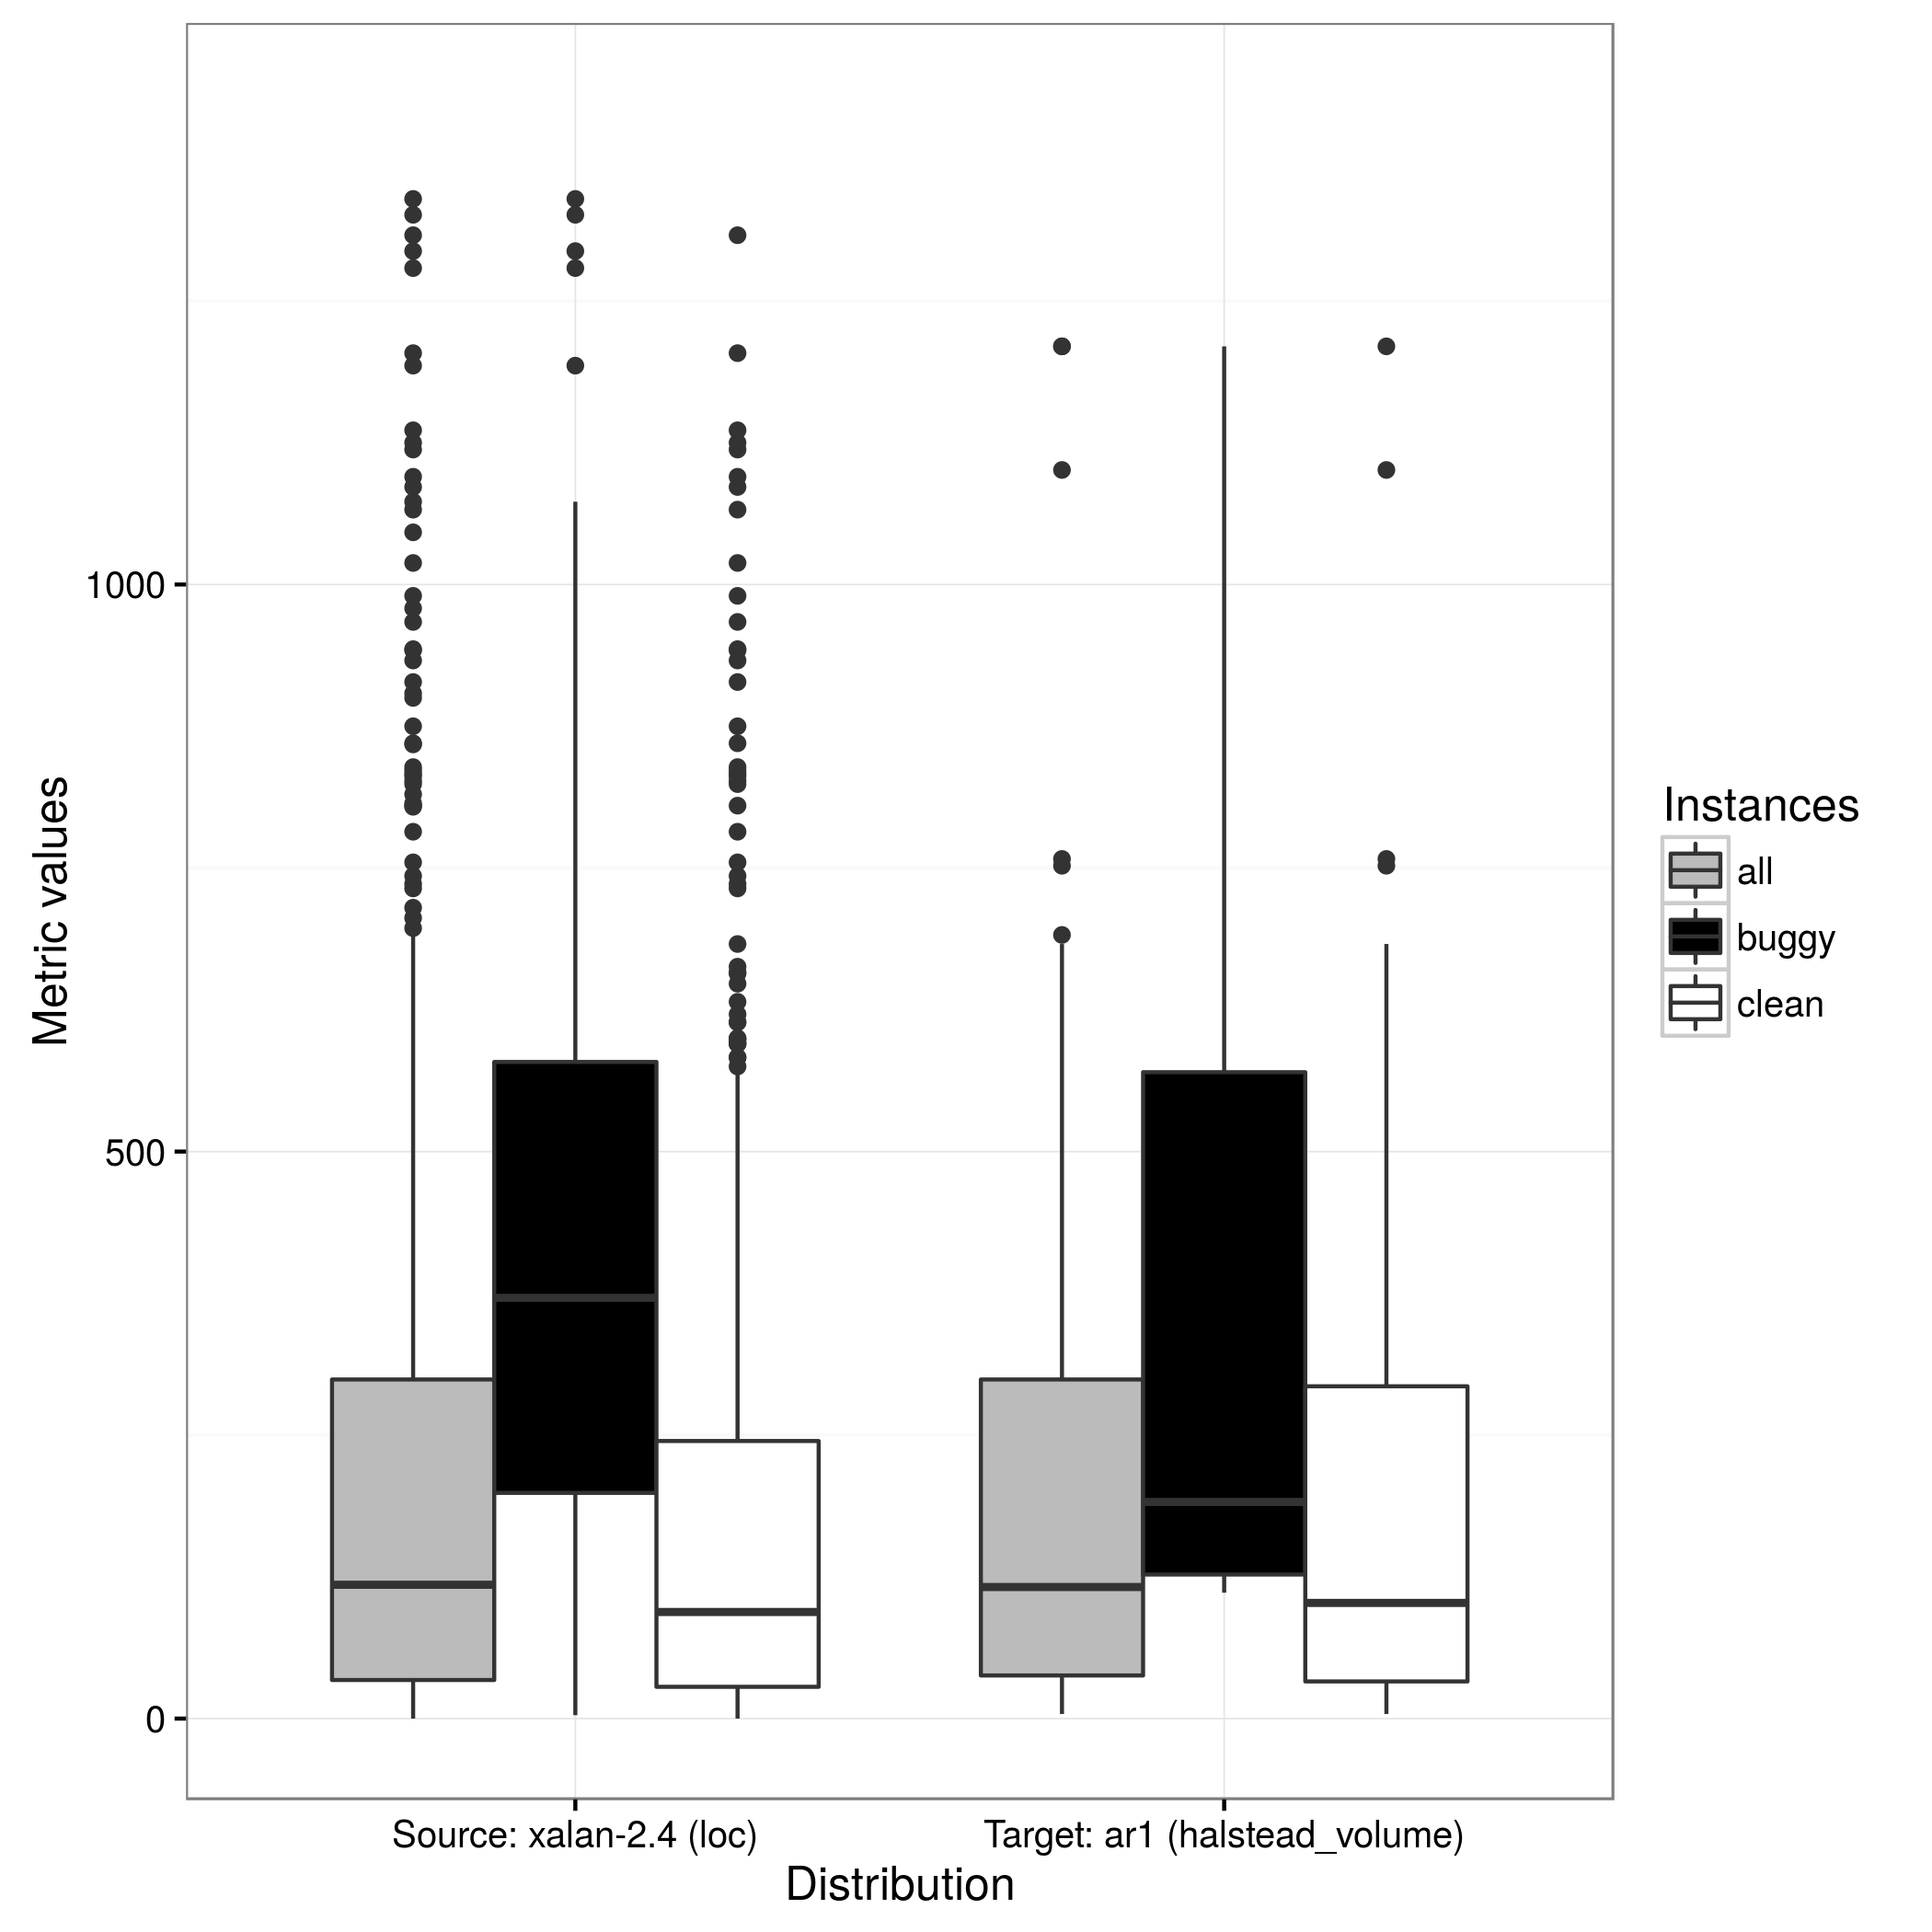 Metric values
1000
500
0
Source: xalan-2.4 (loc)
Target: ar1 (halstead_volume)
Distribution
Instances
all
buggy
clean